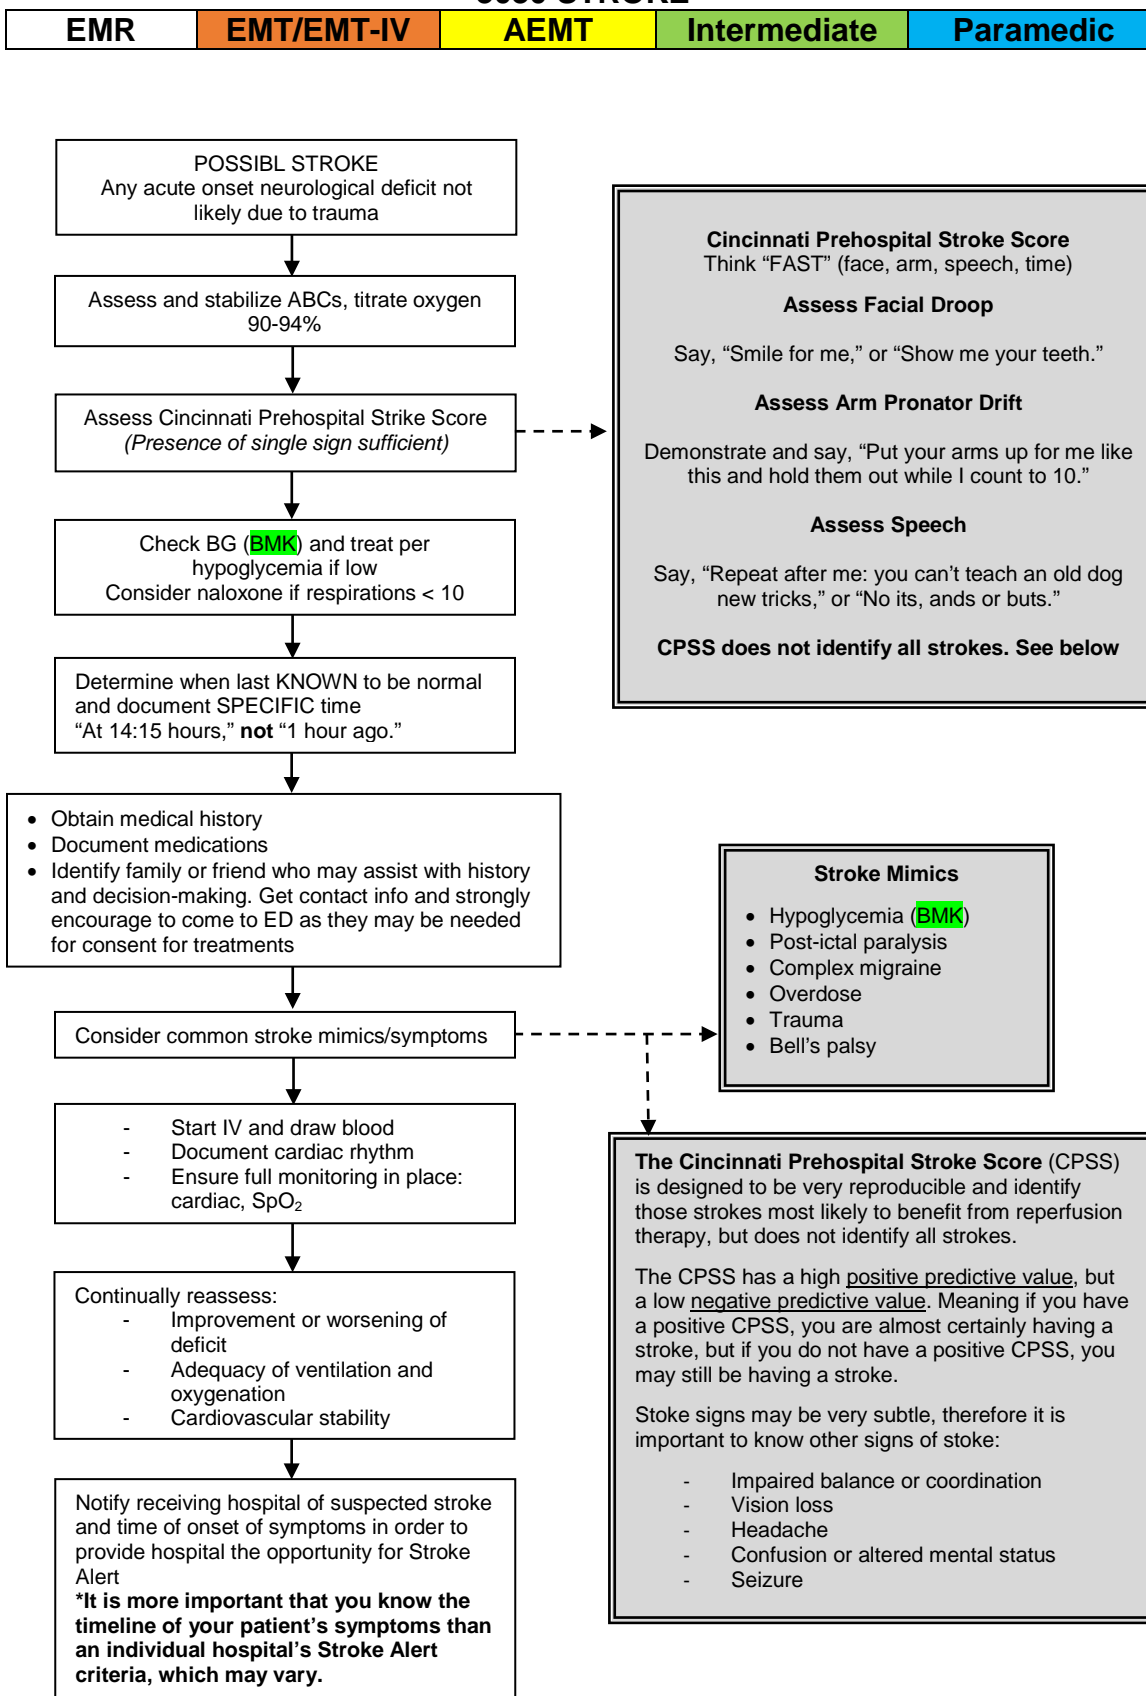 EMR EMT/EMT-IV AEMT Intermediate Paramedic
POSSIBL STROKE
Any acute onset neurological deficit not
likely due to trauma
Assess and stabilize ABCs, titrate oxygen
90-94%
Assess Cincinnati Prehospital Strike Score
(Presence of single sign sufficient)
Check BG (BMK) and treat per
hypoglycemia if low
Consider naloxone if respirations < 10
Determine when last KNOWN to be normal
and document SPECIFIC time
“At 14:15 hours,” not “1 hour ago.”
• Obtain medical history
• Document medications
• Identify family or friend who may assist with history
and decision-making. Get contact info and strongly
encourage to come to ED as they may be needed
for consent for treatments
Consider common stroke mimics/symptoms
- Start IV and draw blood
- Document cardiac rhythm
- Ensure full monitoring in place:
cardiac, SpO₂
Continually reassess:
- Improvement or worsening of
deficit
- Adequacy of ventilation and
oxygenation
- Cardiovascular stability
Notify receiving hospital of suspected stroke
and time of onset of symptoms in order to
provide hospital the opportunity for Stroke
Alert
*It is more important that you know the
timeline of your patient’s symptoms than
an individual hospital’s Stroke Alert
criteria, which may vary.
Cincinnati Prehospital Stroke Score
Think “FAST” (face, arm, speech, time)
Assess Facial Droop
Say, “Smile for me,” or “Show me your teeth.”
Assess Arm Pronator Drift
Demonstrate and say, “Put your arms up for me like
this and hold them out while I count to 10.”
Assess Speech
Say, “Repeat after me: you can’t teach an old dog
new tricks,” or “No its, ands or buts.”
CPSS does not identify all strokes. See below
Stroke Mimics
• Hypoglycemia (BMK)
• Post-ictal paralysis
• Complex migraine
• Overdose
• Trauma
• Bell’s palsy
The Cincinnati Prehospital Stroke Score (CPSS)
is designed to be very reproducible and identify
those strokes most likely to benefit from reperfusion
therapy, but does not identify all strokes.
The CPSS has a high positive predictive value, but
a low negative predictive value. Meaning if you have
a positive CPSS, you are almost certainly having a
stroke, but if you do not have a positive CPSS, you
may still be having a stroke.
Stoke signs may be very subtle, therefore it is
important to know other signs of stoke:
- Impaired balance or coordination
- Vision loss
- Headache
- Confusion or altered mental status
- Seizure